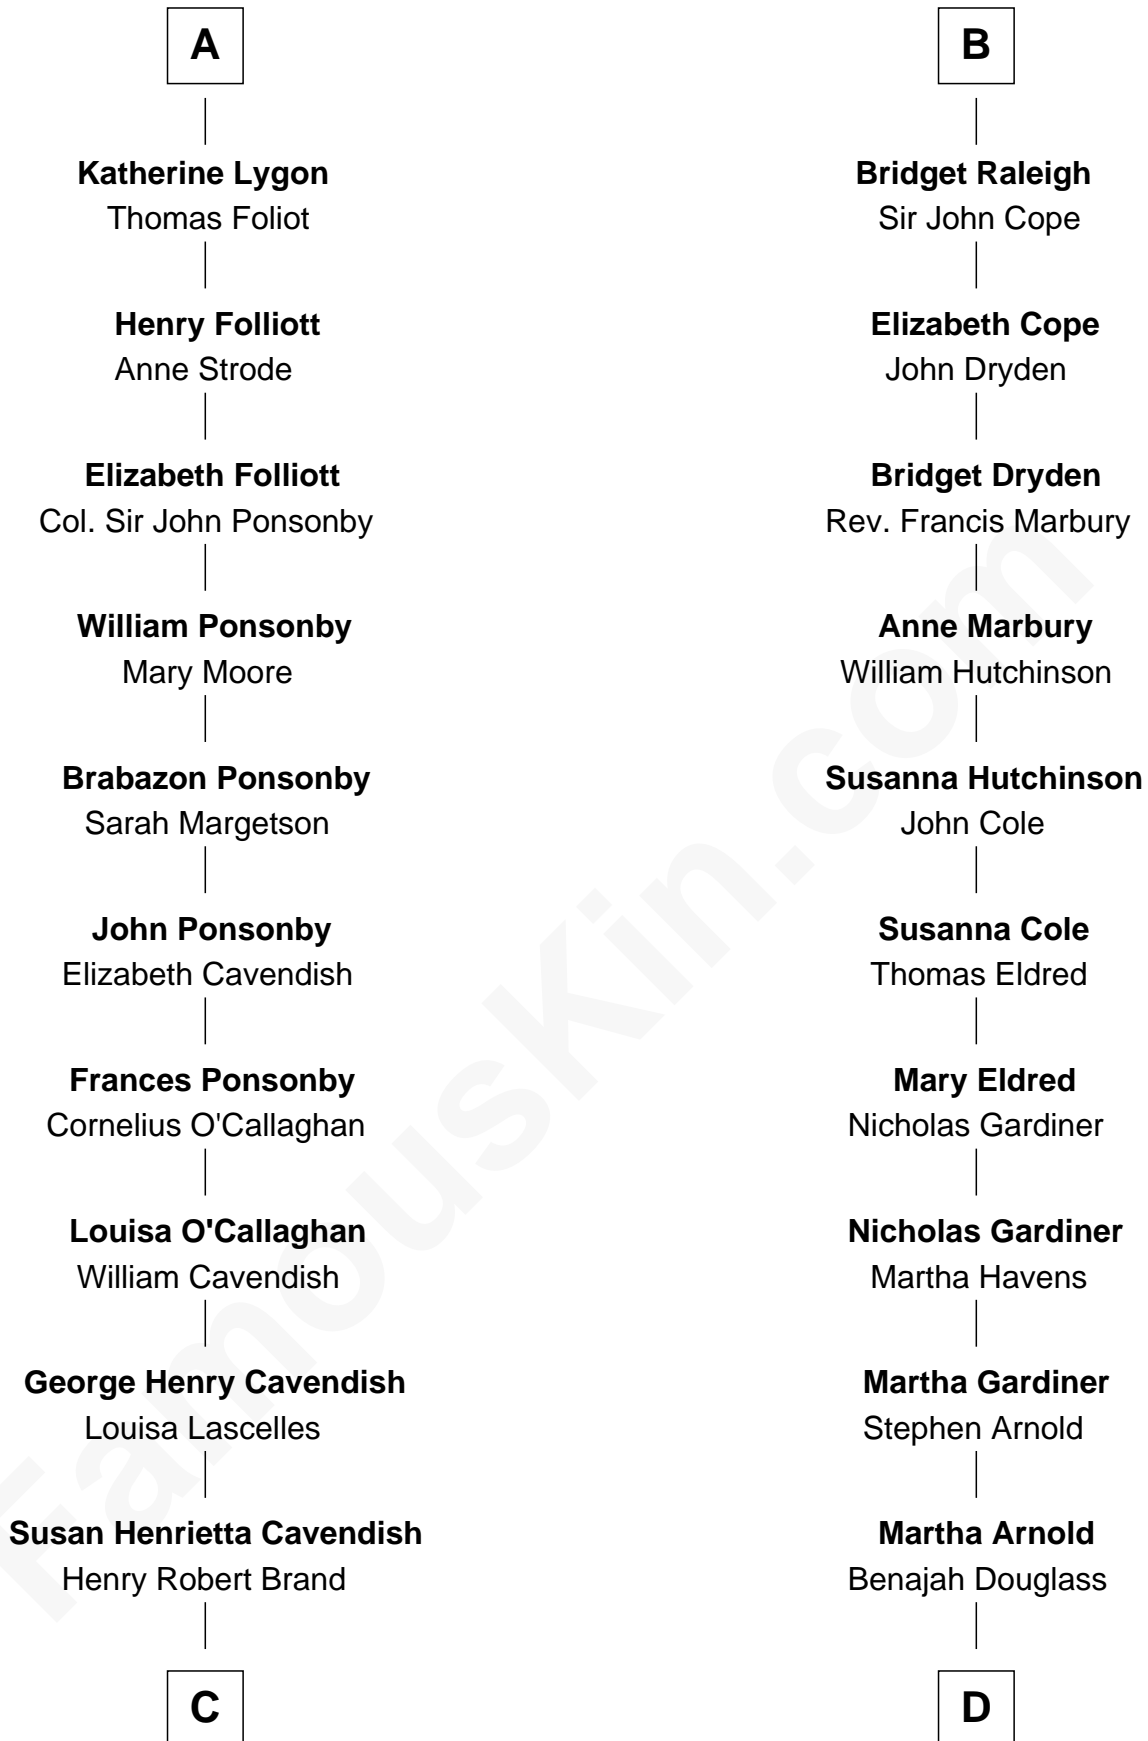 A
Katherine Lygon
Thomas Foliot
Henry Folliott
Anne Strode
Elizabeth Folliott
Col. Sir John Ponsonby
William Ponsonby
Mary Moore
Brabazon Ponsonby
Sarah Margetson
John Ponsonby
Elizabeth Cavendish
Frances Ponsonby
Cornelius O'Callaghan
Louisa O'Callaghan
William Cavendish
George Henry Cavendish
Louisa Lascelles
Susan Henrietta Cavendish
Henry Robert Brand
C
B
Bridget Raleigh
Sir John Cope
Elizabeth Cope
John Dryden
Bridget Dryden
Rev. Francis Marbury
Anne Marbury
William Hutchinson
Susanna Hutchinson
John Cole
Susanna Cole
Thomas Eldred
Mary Eldred
Nicholas Gardiner
Nicholas Gardiner
Martha Havens
Martha Gardiner
Stephen Arnold
Martha Arnold
Benajah Douglass
D
FamousKin.com